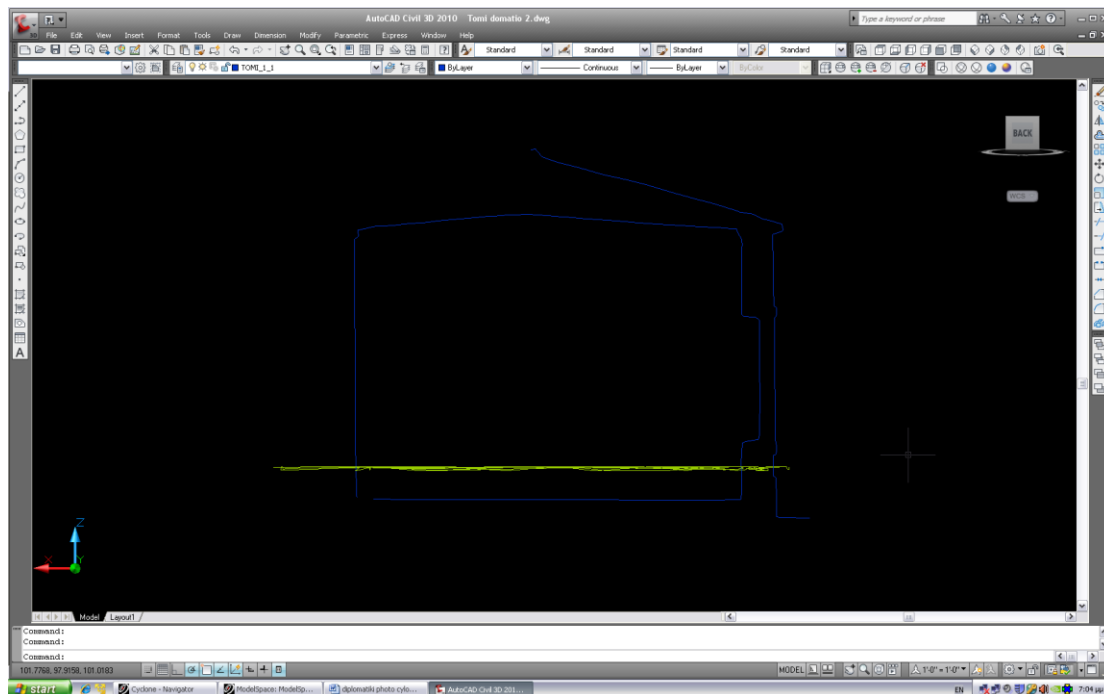 AutoCAD Civil 3D 2010 Tomi domatio 2.dwg
Type a keyword or phrase
File Edit View Insert Format Tools Draw Dimension Modify Parametric Express Window Help
Standard Standard Standard Standard
TOMI_1_1 ByLayer Continuous ByLayer ByColor
BACK
WCS
Z
X Y
Model Layout1
Command:
Command:
Command:
101.7768, 97.9158, 101.0183 MODEL 1'-0" = 1'-0"
start Cyclone - Navigator ModelSpace: ModelSp... diplomatiki photo cylo... AutoCAD Civil 3D 201... EN 7:04 μμ